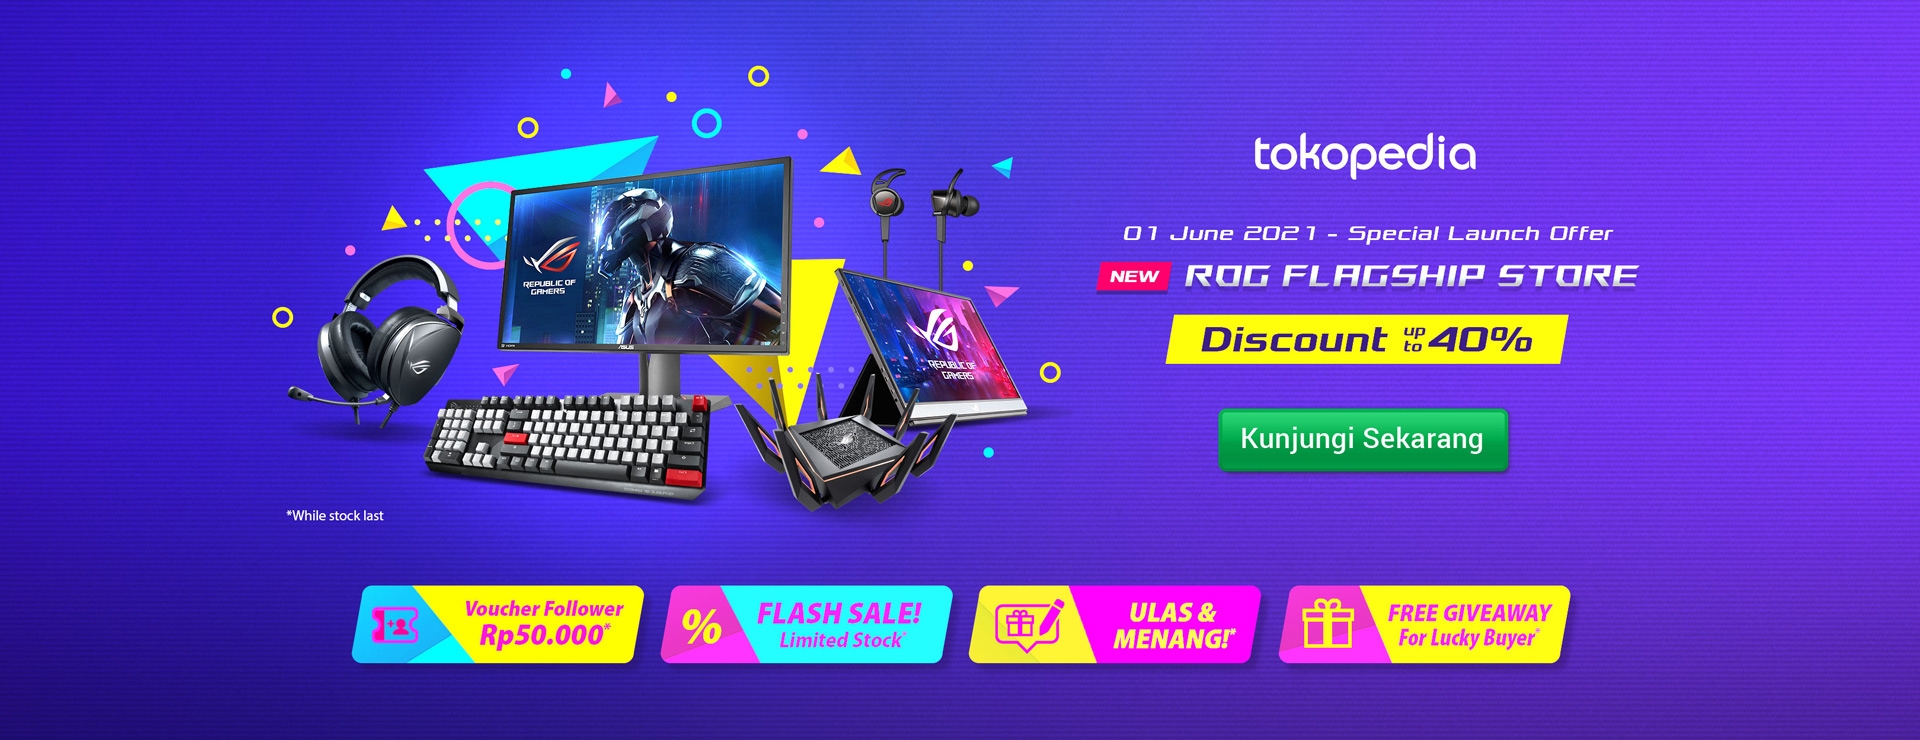 tokopedia
01 June 2021 - Special Launch Offer
NEW ROG FLAGSHIP STORE
Discount up to 40%
Kunjungi Sekarang
REPUBLIC OF
GAMERS
ASUS
REPUBLIC OF
GAMERS
*While stock last
Voucher Follower
Rp50.000*
%
FLASH SALE!
Limited Stock*
ULAS &
MENANG!*
FREE GIVEAWAY
For Lucky Buyer*